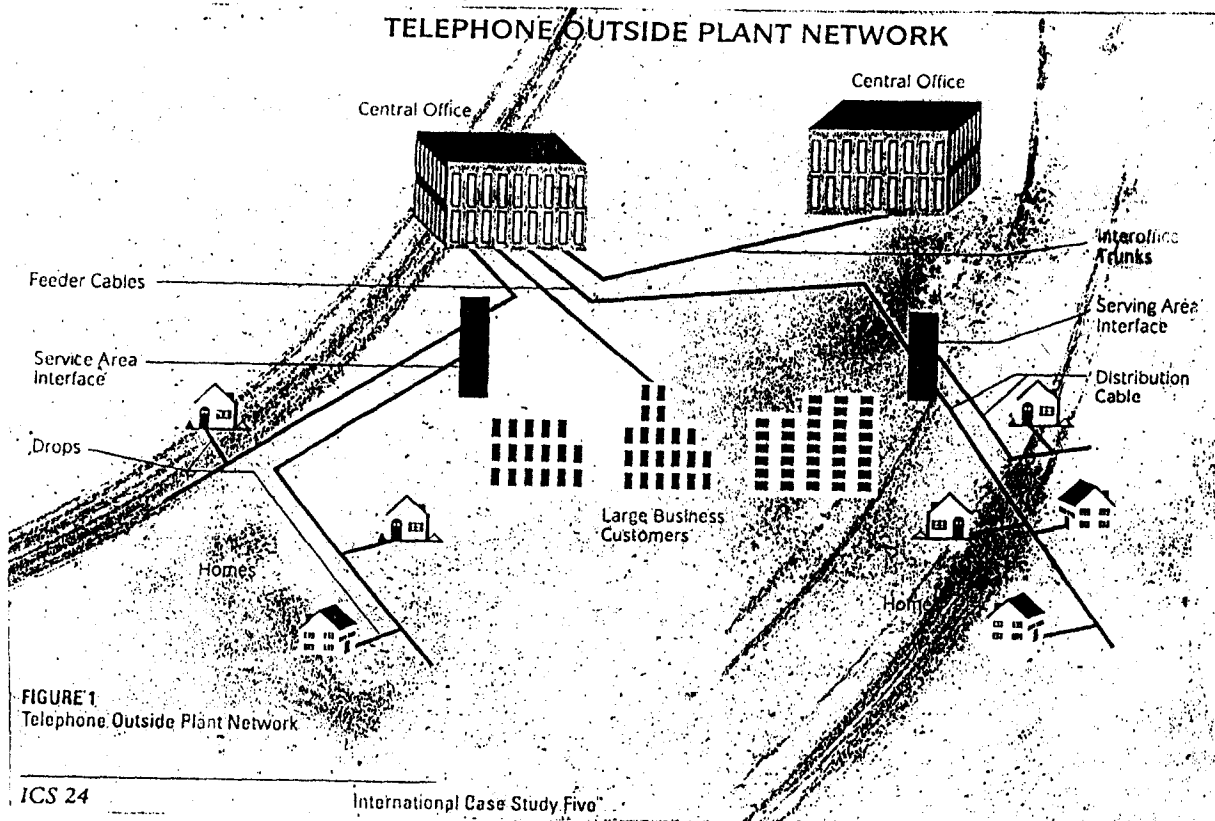 TELEPHONE OUTSIDE PLANT NETWORK
Central Office
Central Office
Interoffice
Trunks
Feeder Cables
Serving Area
Interface
Service Area
Interface
Distribution
Cable
Drops
Large Business
Customers
Homes
Home
FIGURE 1
Telephone Outside Plant Network
ICS 24
International Case Study Five